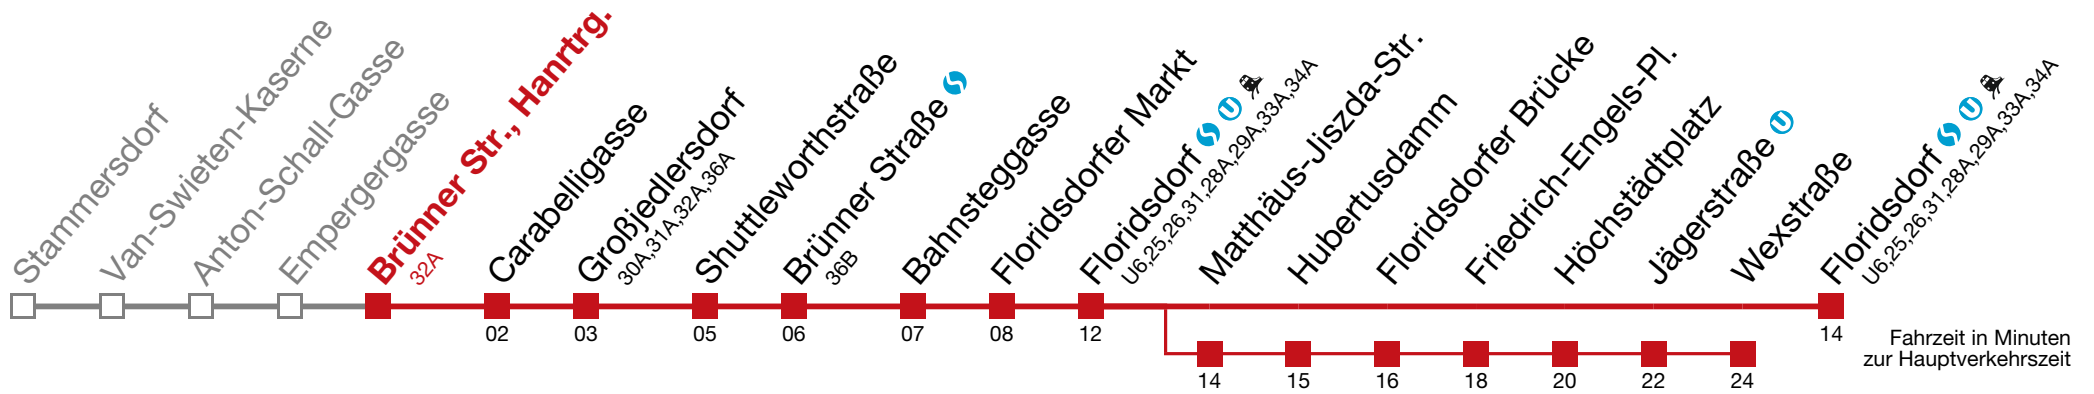 Stammersdorf
Van-Swieten-Kaserne
Anton-Schall-Gasse
Empergergasse
Brünner Str., Hanrtrg.
32A
Carabelligasse
02
Großjedlersdorf
30A,31A,32A,36A
03
Shuttleworthstraße
05
Brünner Straße
36B
06
Bahnsteggasse
07
Floridsdorfer Markt
08
Floridsdorf U
U6,25,26,31,28A,29A,33A,34A
12
Matthäus-Jiszda-Str.
14
Hubertusdamm
15
Floridsdorfer Brücke
16
Friedrich-Engels-Pl.
18
Höchstädtplatz
20
Jägerstraße U
22
Wexstraße
24
Floridsdorf U
U6,25,26,31,28A,29A,33A,34A
14
Fahrzeit in Minuten
zur Hauptverkehrszeit